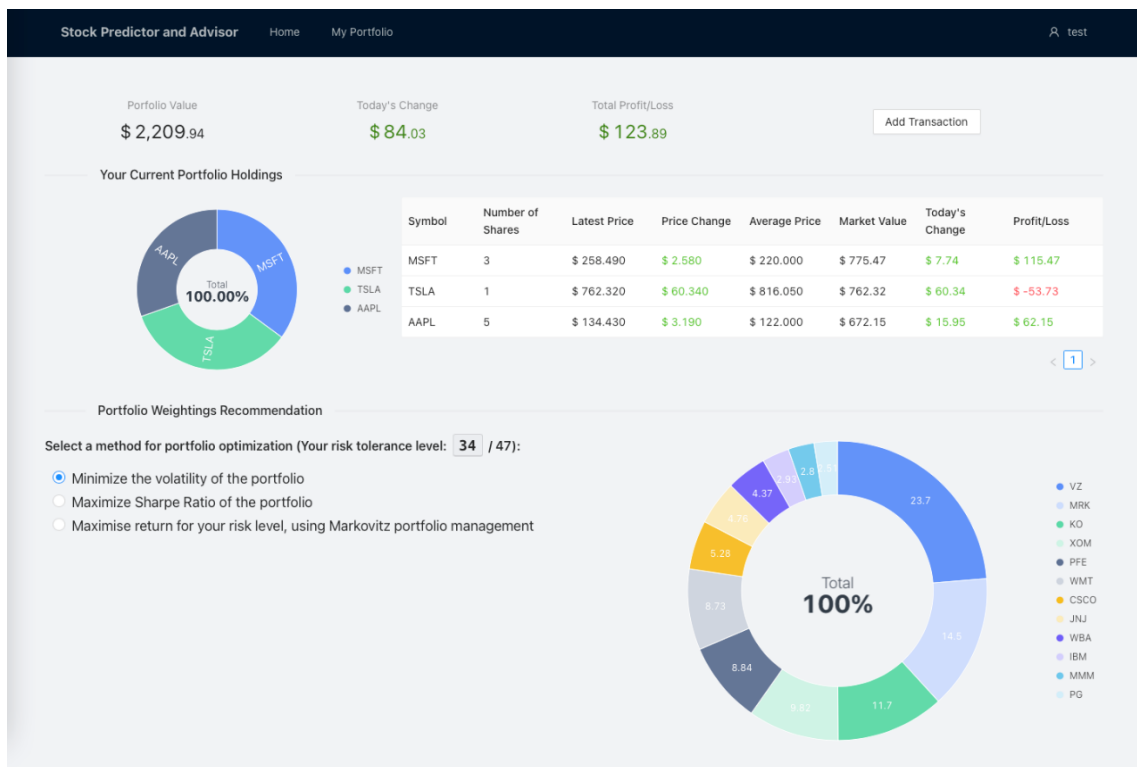 Stock Predictor and Advisor Home My Portfolio test
Porfolio Value Today's Change Total Profit/Loss
$ 2,209.94 $ 84.03 $ 123.89 Add Transaction
Your Current Portfolio Holdings
AAPL
MSFT
TSLA
Total
100.00%
MSFT
TSLA
AAPL
Symbol Number of Shares Latest Price Price Change Average Price Market Value Today's Change Profit/Loss
MSFT 3 $ 258.490 $ 2.580 $ 220.000 $ 775.47 $ 7.74 $ 115.47
TSLA 1 $ 762.320 $ 60.340 $ 816.050 $ 762.32 $ 60.34 $ -53.73
AAPL 5 $ 134.430 $ 3.190 $ 122.000 $ 672.15 $ 15.95 $ 62.15
< 1 >
Portfolio Weightings Recommendation
Select a method for portfolio optimization (Your risk tolerance level: 34 / 47):
Minimize the volatility of the portfolio
Maximize Sharpe Ratio of the portfolio
Maximise return for your risk level, using Markovitz portfolio management
23.7
14.5
11.7
9.82
8.84
8.73
5.28
4.76
4.37
2.93
2.8
2.51
Total
100%
VZ
MRK
KO
XOM
PFE
WMT
CSCO
JNJ
WBA
IBM
MMM
PG